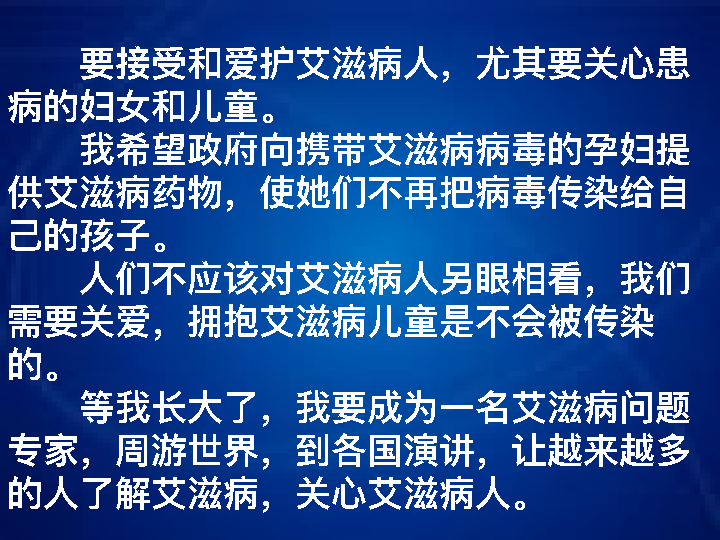 要接受和爱护艾滋病人，尤其要关心患
病的妇女和儿童。
我希望政府向携带艾滋病病毒的孕妇提
供艾滋病药物，使她们不再把病毒传染给自
己的孩子。
人们不应该对艾滋病人另眼相看，我们
需要关爱，拥抱艾滋病儿童是不会被传染
的。
等我长大了，我要成为一名艾滋病问题
专家，周游世界，到各国演讲，让越来越多
的人了解艾滋病，关心艾滋病人。